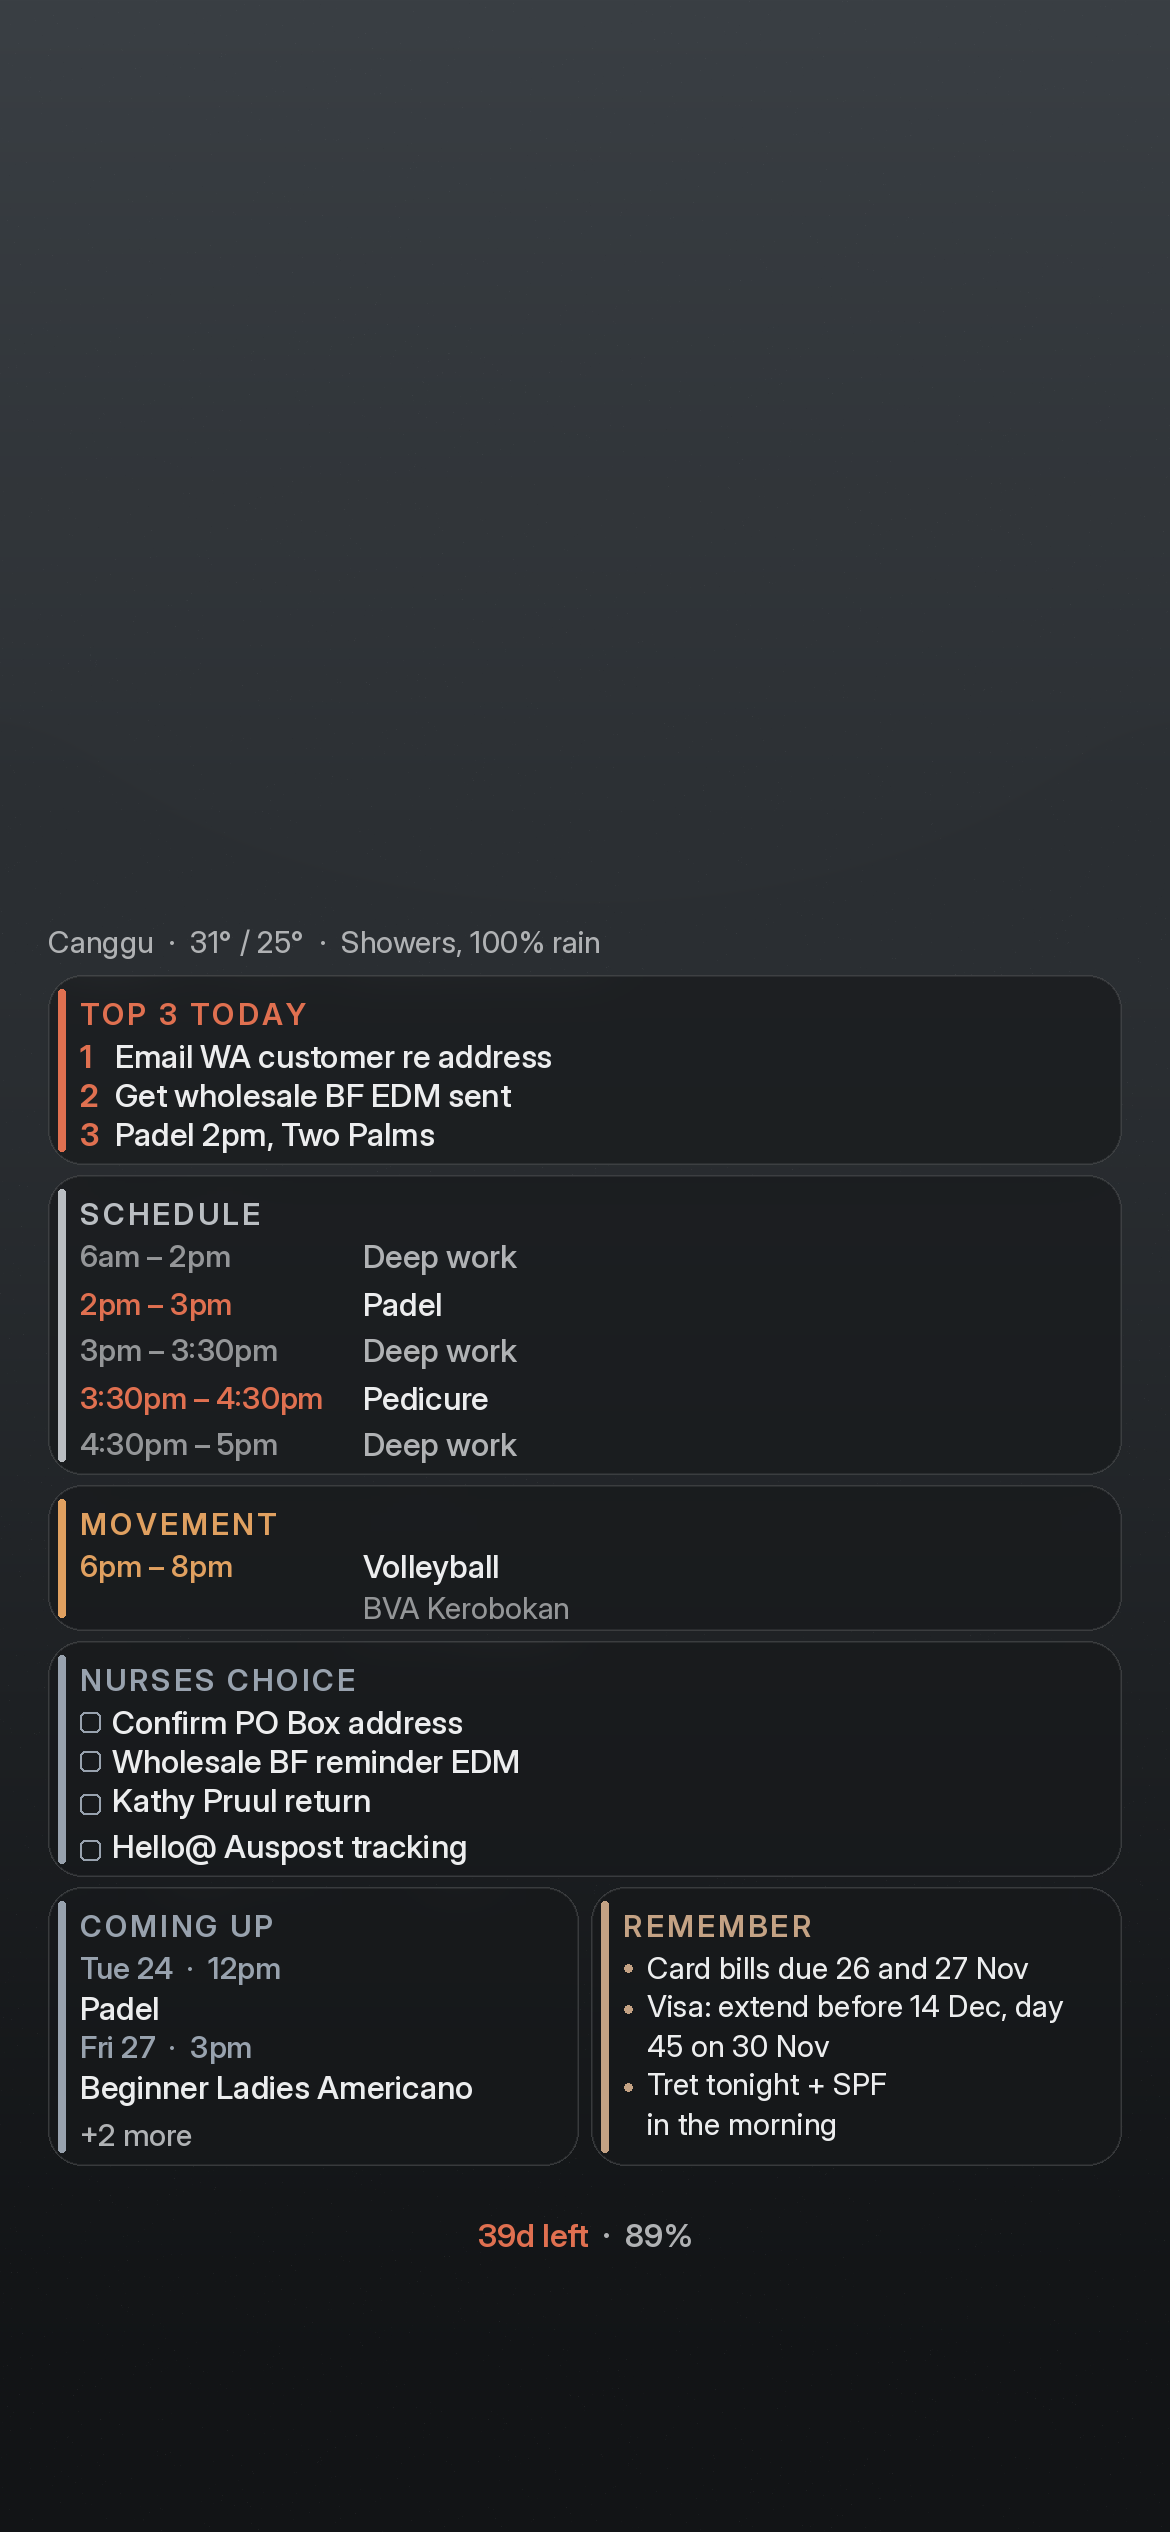 Canggu · 31° / 25° · Showers, 100% rain
TOP 3 TODAY
1 Email WA customer re address
2 Get wholesale BF EDM sent
3 Padel 2pm, Two Palms
SCHEDULE
6am – 2pm Deep work
2pm – 3pm Padel
3pm – 3:30pm Deep work
3:30pm – 4:30pm Pedicure
4:30pm – 5pm Deep work
MOVEMENT
6pm – 8pm Volleyball
BVA Kerobokan
NURSES CHOICE
Confirm PO Box address
Wholesale BF reminder EDM
Kathy Pruul return
Hello@ Auspost tracking
COMING UP
Tue 24 · 12pm
Padel
Fri 27 · 3pm
Beginner Ladies Americano
+2 more
REMEMBER
• Card bills due 26 and 27 Nov
• Visa: extend before 14 Dec, day
45 on 30 Nov
• Tret tonight + SPF
in the morning
39d left · 89%